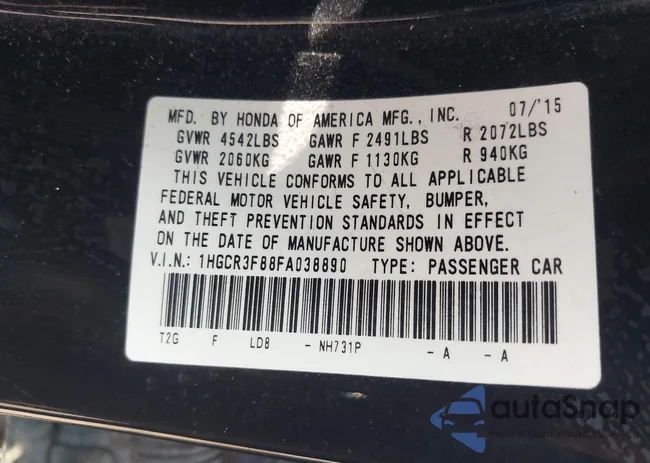 MFD. BY HONDA OF AMERICA MFG., INC. 07/'15
GVWR 4542LBS GAWR F 2491LBS R 2072LBS
GVWR 2060KG GAWR F 1130KG R 940KG
THIS VEHICLE CONFORMS TO ALL APPLICABLE
FEDERAL MOTOR VEHICLE SAFETY, BUMPER,
AND THEFT PREVENTION STANDARDS IN EFFECT
ON THE DATE OF MANUFACTURE SHOWN ABOVE.
V.I.N.: 1HGCR3F88FA038890 TYPE: PASSENGER CAR
T2G F LD8 - NH731P - A - A
autoSnap